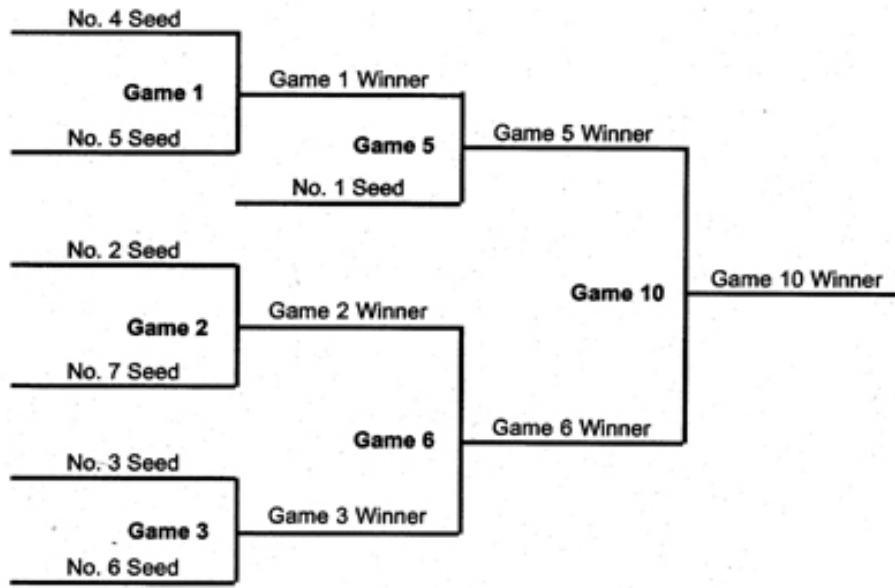 No. 4 Seed
Game 1
Game 1 Winner
No. 5 Seed
Game 5
Game 5 Winner
No. 1 Seed
No. 2 Seed
Game 2
Game 2 Winner
No. 7 Seed
Game 10
Game 10 Winner
Game 6
Game 6 Winner
No. 3 Seed
Game 3
Game 3 Winner
No. 6 Seed